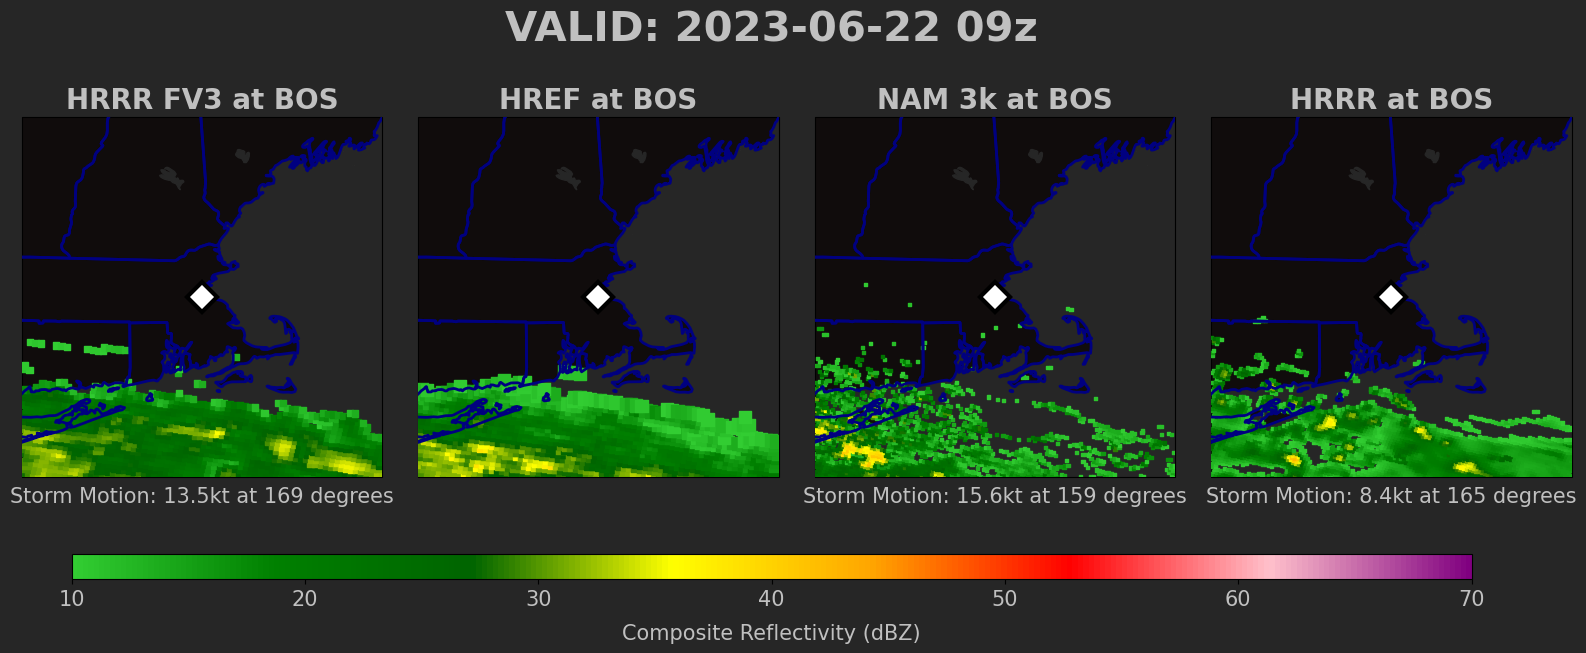 VALID: 2023-06-22 09z
HRRR FV3 at BOS
HREF at BOS
NAM 3k at BOS
HRRR at BOS
Storm Motion: 13.5kt at 169 degrees
Storm Motion: 15.6kt at 159 degrees
Storm Motion: 8.4kt at 165 degrees
10 20 30 40 50 60 70
Composite Reflectivity (dBZ)